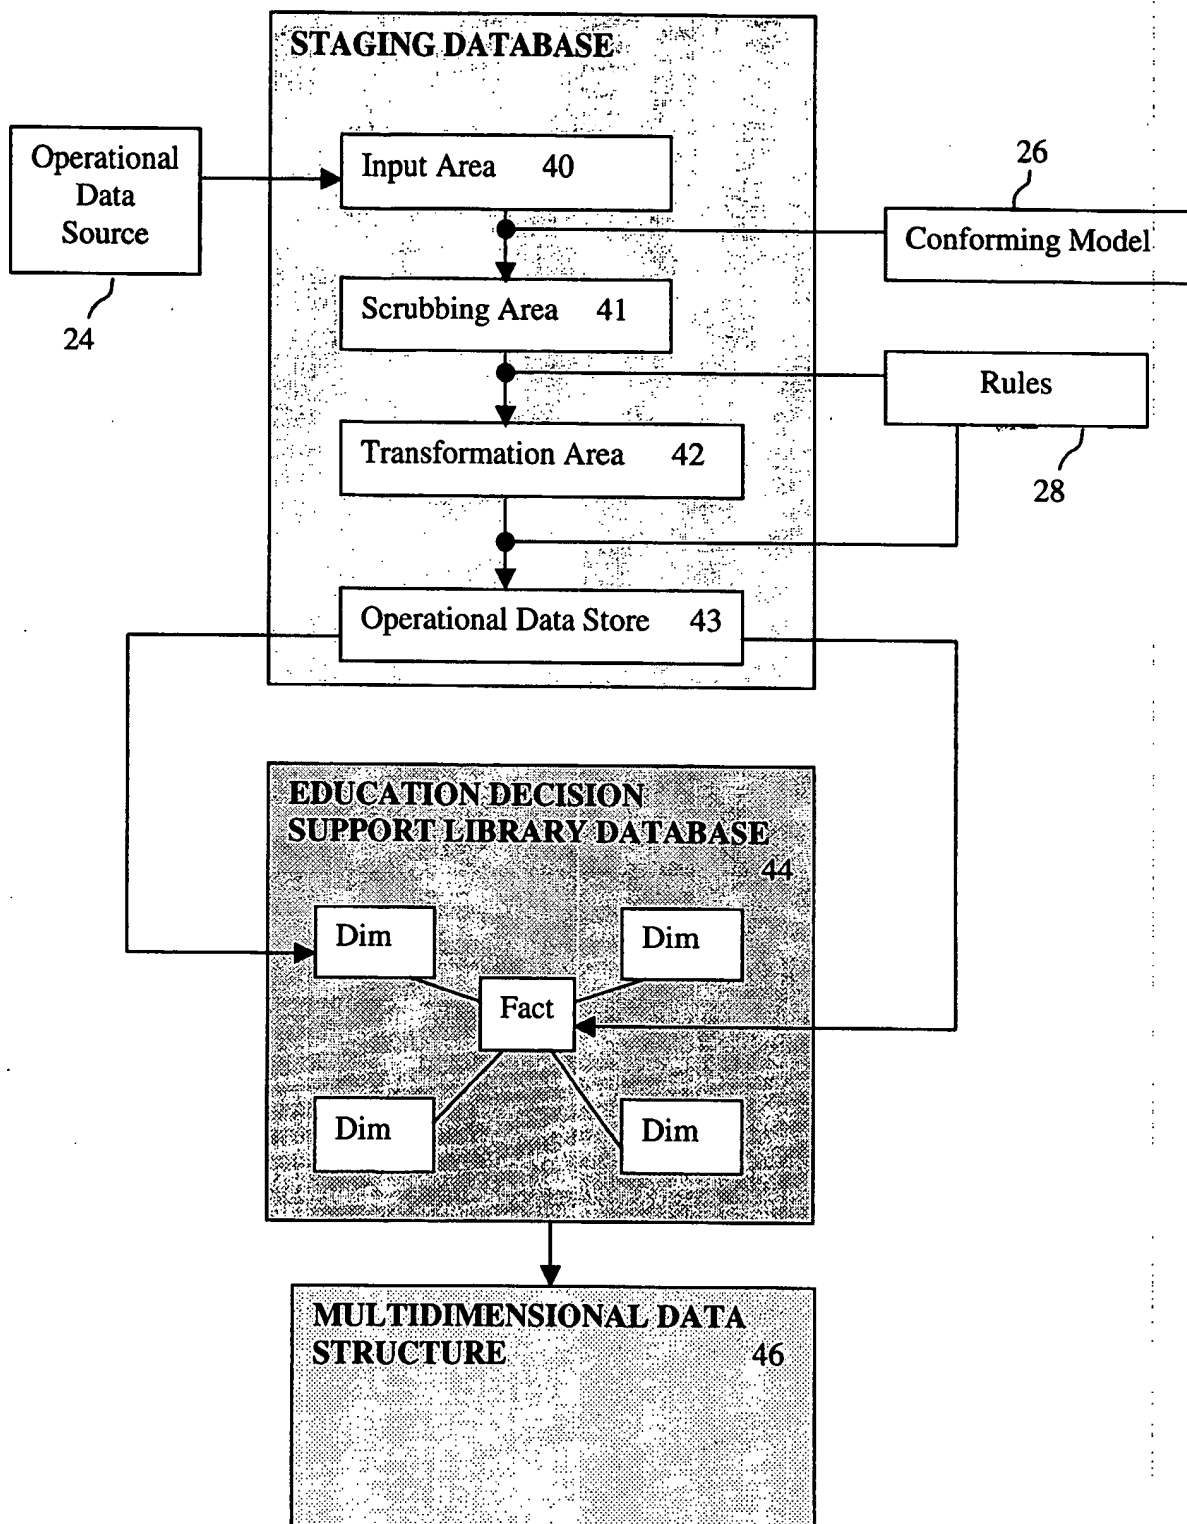 STAGING DATABASE
Operational
Data
Source
24
Input Area 40
26
Conforming Model
Scrubbing Area 41
Rules
28
Transformation Area 42
Operational Data Store 43
EDUCATION DECISION
SUPPORT LIBRARY DATABASE
44
Dim
Dim
Fact
Dim
Dim
MULTIDIMENSIONAL DATA
STRUCTURE 46